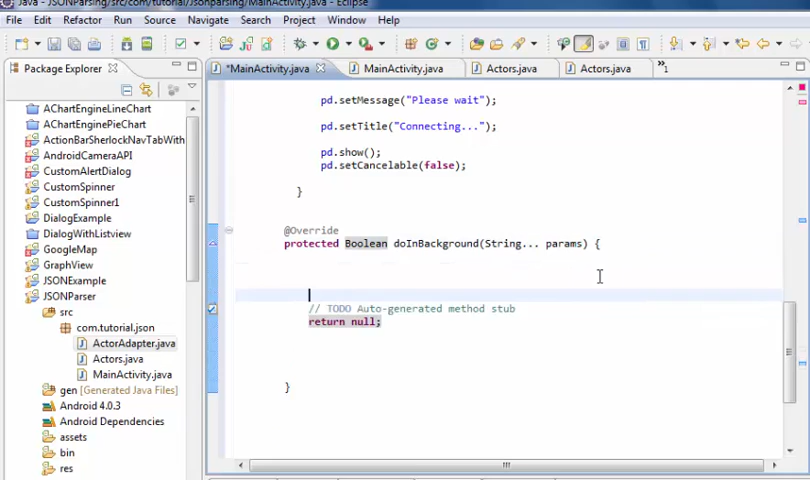 Java - JSONParsing/src/com/tutorial/Jsonparsing/MainActivity.java - Eclipse
File Edit Source Refactor Run Source Navigate Search Project Window Help
Package Explorer
*MainActivity.java
MainActivity.java
Actors.java
Actors.java
»1
AChartEngineLineChart
AChartEnginePieChart
ActionBarSherlockNavTabWith
AndroidCameraAPI
CustomAlertDialog
CustomSpinner
CustomSpinner1
DialogExample
DialogWithListview
GoogleMap
GraphView
JSONExample
JSONParser
src
com.tutorial.json
ActorAdapter.java
Actors.java
MainActivity.java
gen [Generated Java Files]
Android 4.0.3
Android Dependencies
assets
bin
res
pd.setMessage("Please wait");
pd.setTitle("Connecting...");
pd.show();
pd.setCancelable(false);
}
@Override
protected Boolean doInBackground(String... params) {
// TODO Auto-generated method stub
return null;
}